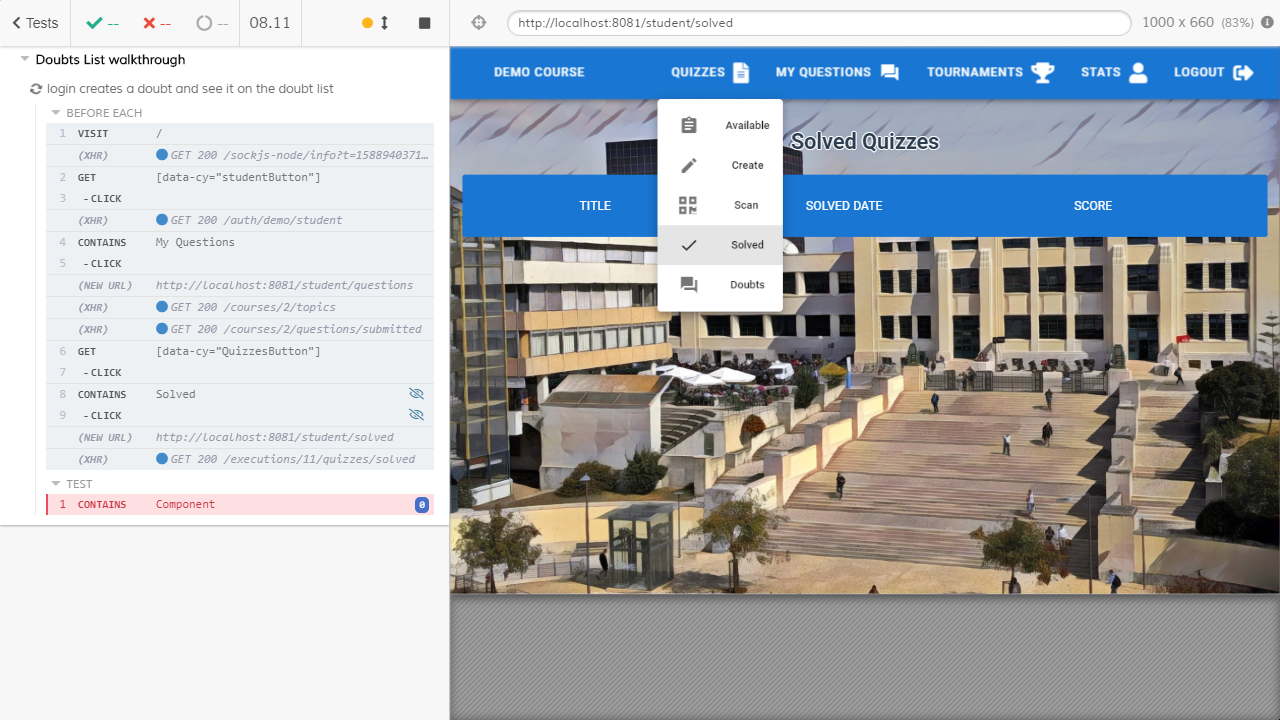 Tests
--
--
--
08.11
http://localhost:8081/student/solved
1000 x 660 (83%)
Doubts List walkthrough
login creates a doubt and see it on the doubt list
BEFORE EACH
1 VISIT /
(XHR) GET 200 /sockjs-node/info?t=1588940371…
2 GET [data-cy="studentButton"]
3 -CLICK
(XHR) GET 200 /auth/demo/student
4 CONTAINS My Questions
5 -CLICK
(NEW URL) http://localhost:8081/student/questions
(XHR) GET 200 /courses/2/topics
(XHR) GET 200 /courses/2/questions/submitted
6 GET [data-cy="QuizzesButton"]
7 -CLICK
8 CONTAINS Solved
9 -CLICK
(NEW URL) http://localhost:8081/student/solved
(XHR) GET 200 /executions/11/quizzes/solved
TEST
1 CONTAINS Component 0
DEMO COURSE
QUIZZES
MY QUESTIONS
TOURNAMENTS
STATS
LOGOUT
Available
Create
Scan
Solved
Doubts
Solved Quizzes
TITLE
SOLVED DATE
SCORE